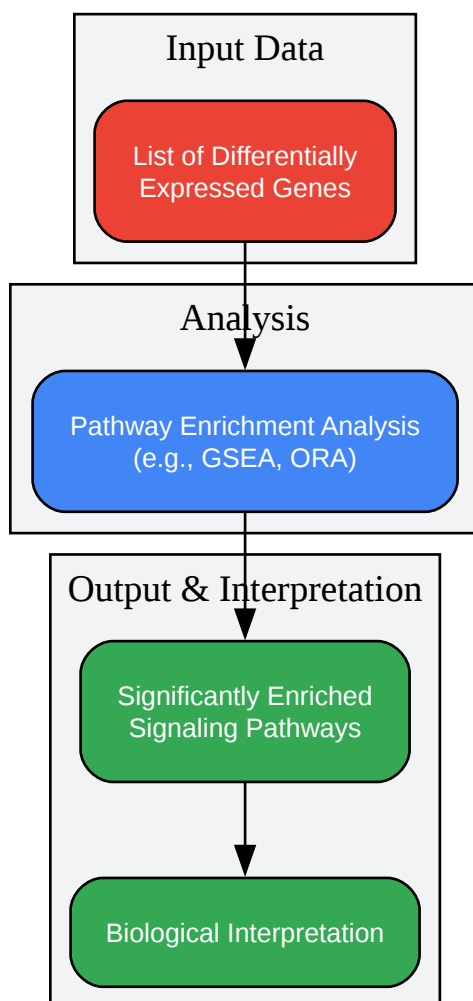 Input Data
List of Differentially
Expressed Genes
Analysis
Pathway Enrichment Analysis
(e.g., GSEA, ORA)
Output & Interpretation
Significantly Enriched
Signaling Pathways
Biological Interpretation